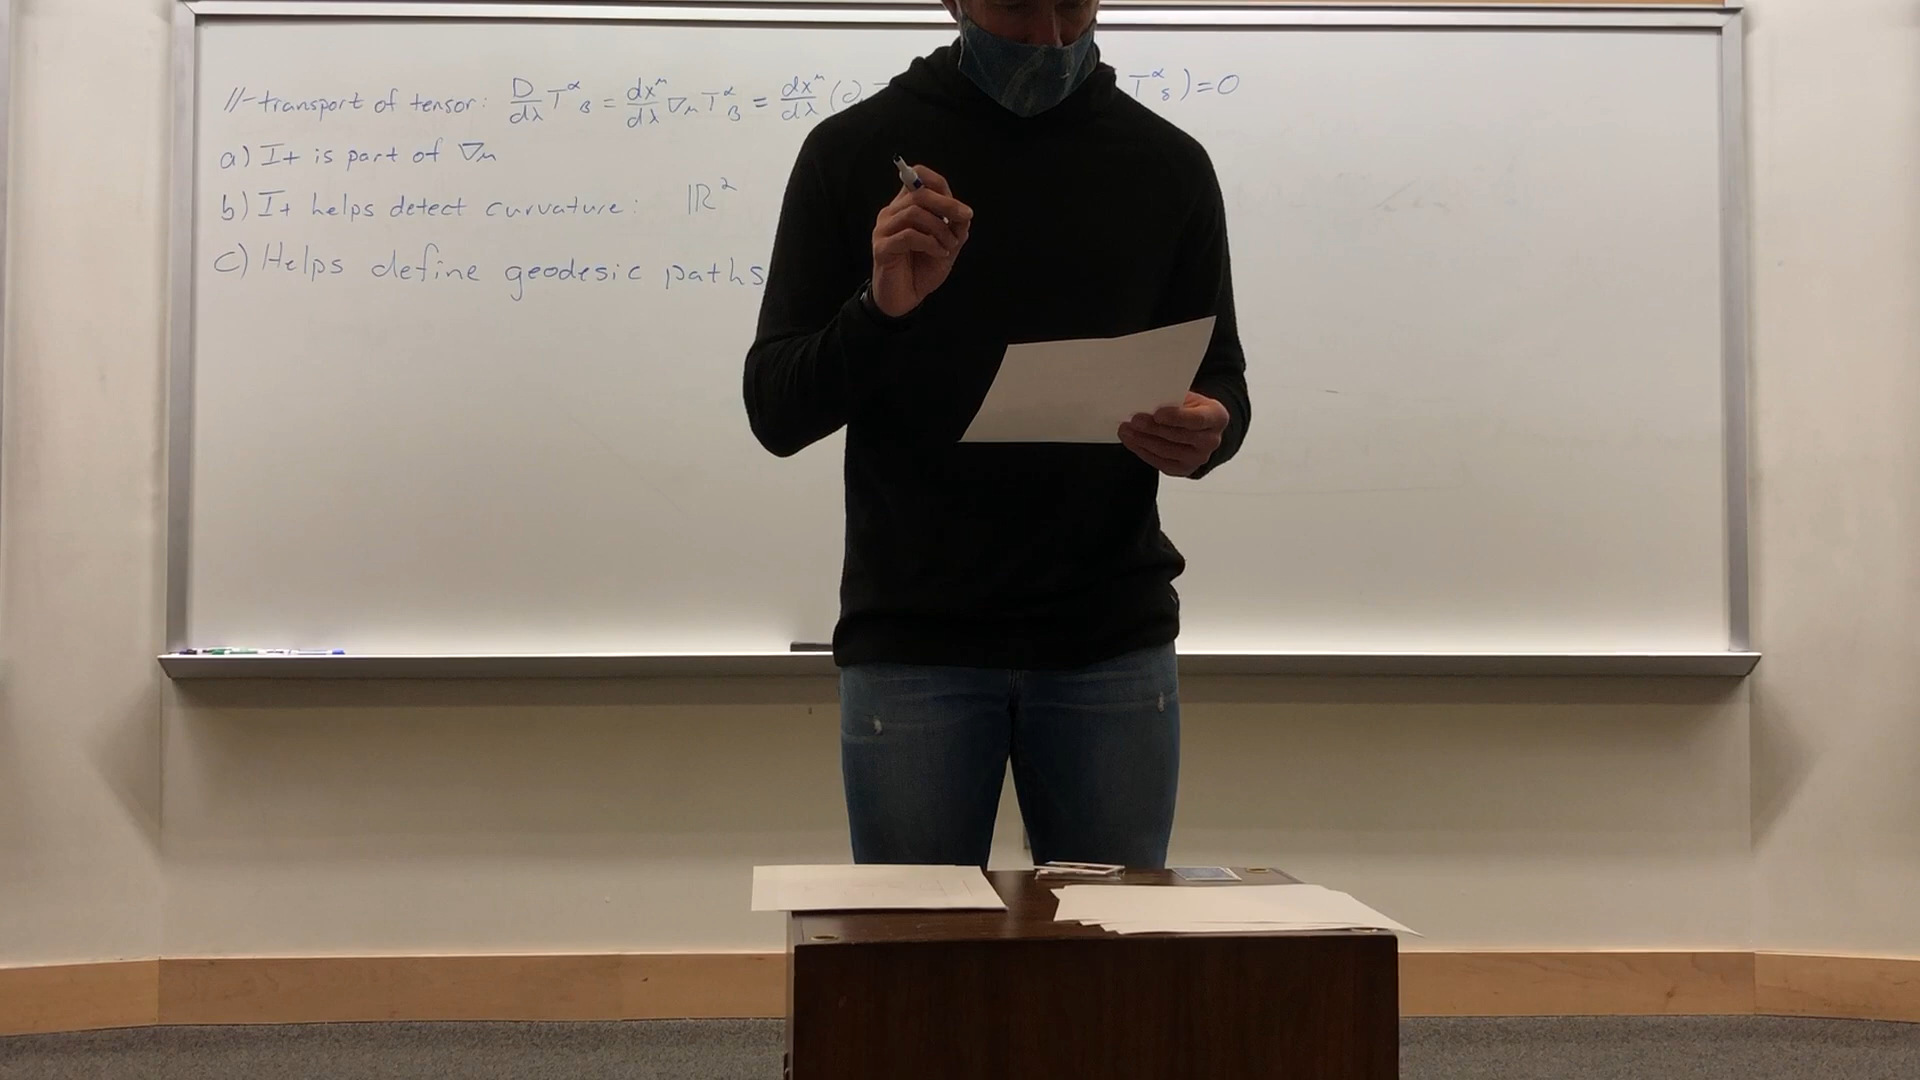 //-transport of tensor: D/dλ T^α_β = dx^μ/dλ ∇_μ T^α_β = dx^μ/dλ (∂ T^α_δ) = 0
a) It is part of ∇_μ
b) It helps detect curvature: ℝ²
c) Helps define geodesic paths